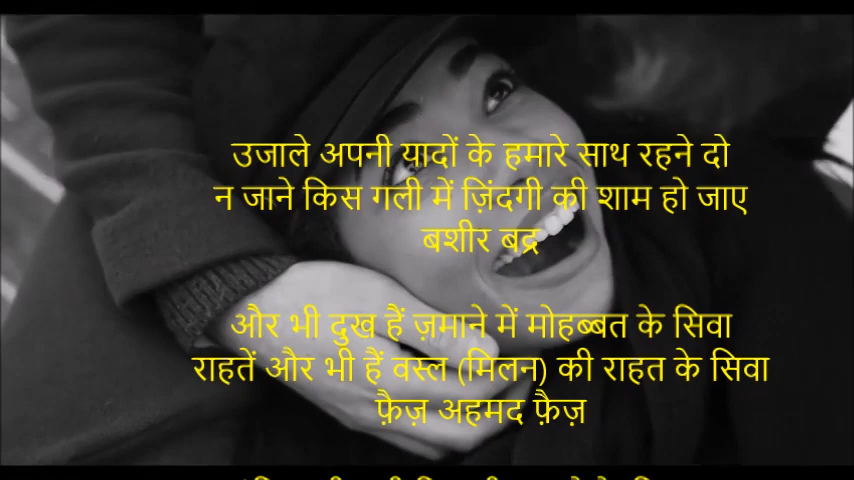 उजाले अपनी यादों के हमारे साथ रहने दो
न जाने किस गली में ज़िंदगी की शाम हो जाए
बशीर बद्र
और भी दुख हैं ज़माने में मोहब्बत के सिवा
राहतें और भी हैं वस्ल (मिलन) की राहत के सिवा
फ़ैज़ अहमद फ़ैज़